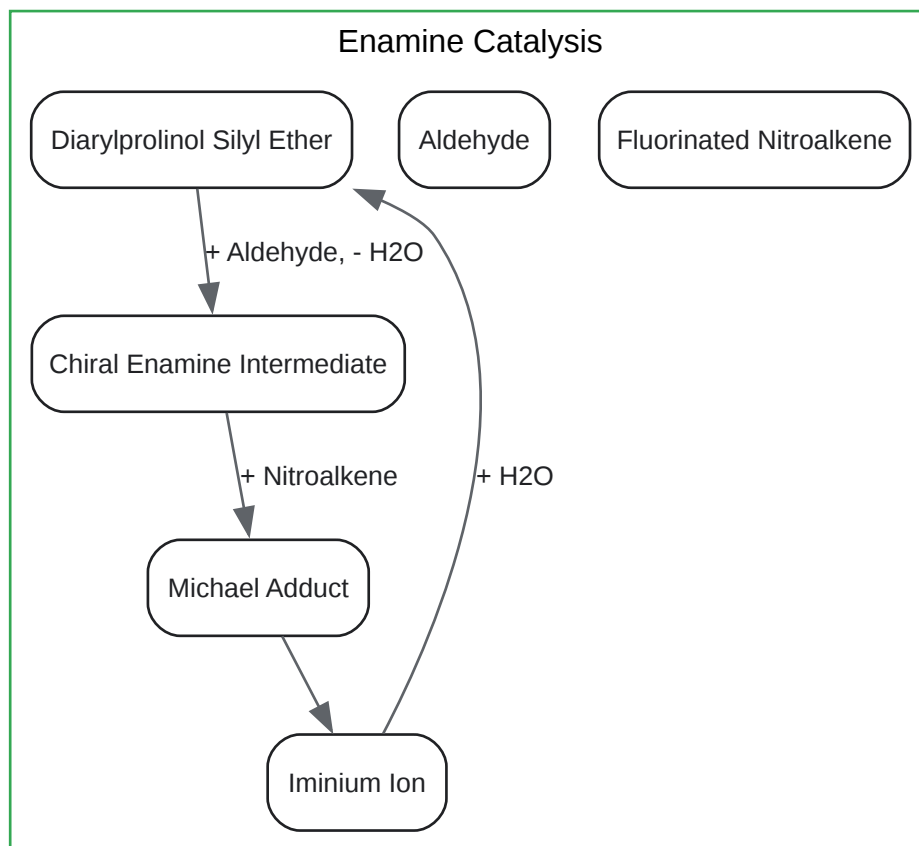 Enamine Catalysis
Diarylprolinol Silyl Ether
Aldehyde
Fluorinated Nitroalkene
+ Aldehyde, - H2O
Chiral Enamine Intermediate
+ Nitroalkene
+ H2O
Michael Adduct
Iminium Ion